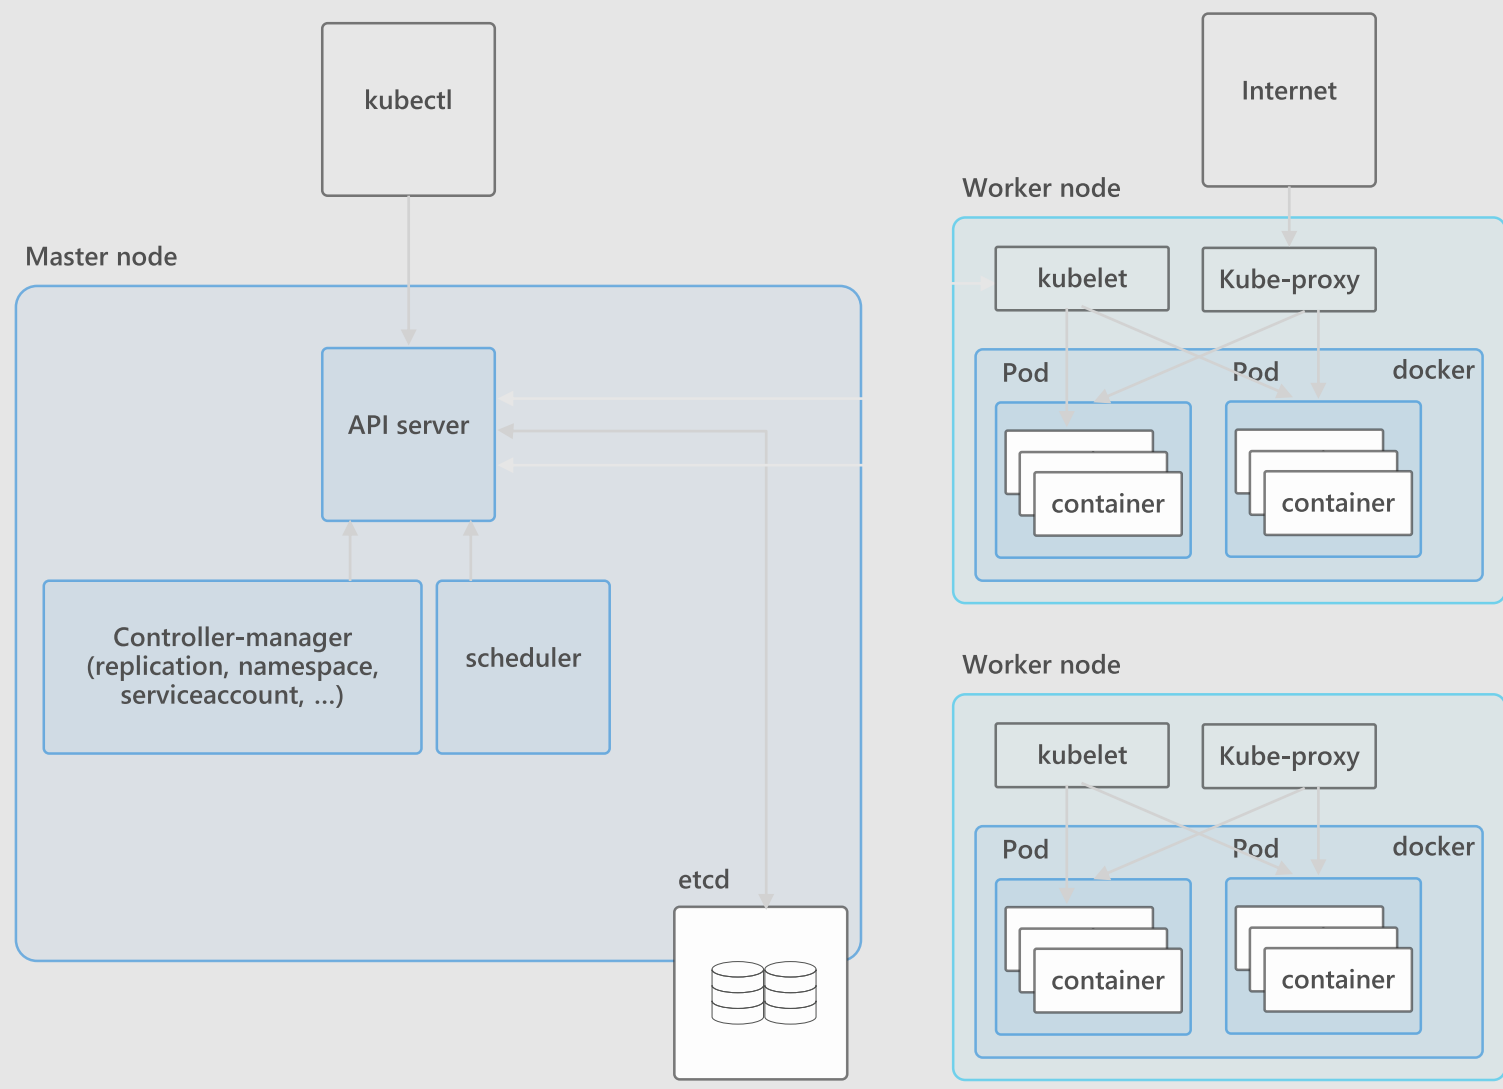 kubectl
Internet
Master node
API server
Controller-manager
(replication, namespace,
serviceaccount, ...)
scheduler
etcd
Worker node
kubelet
Kube-proxy
Pod
Pod
docker
container
container
Worker node
kubelet
Kube-proxy
Pod
Pod
docker
container
container